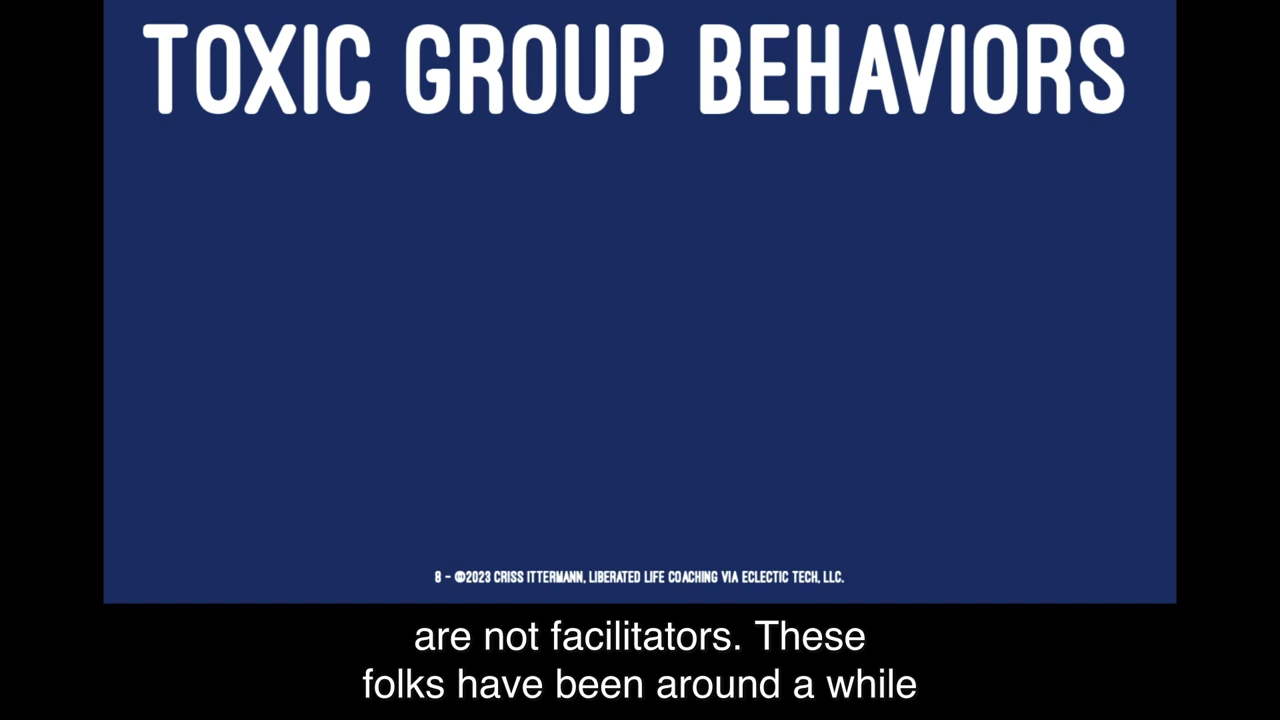 TOXIC GROUP BEHAVIORS
8 - ©2023 CRISS ITTERMANN, LIBERATED LIFE COACHING VIA ECLECTIC TECH, LLC.
are not facilitators. These
folks have been around a while